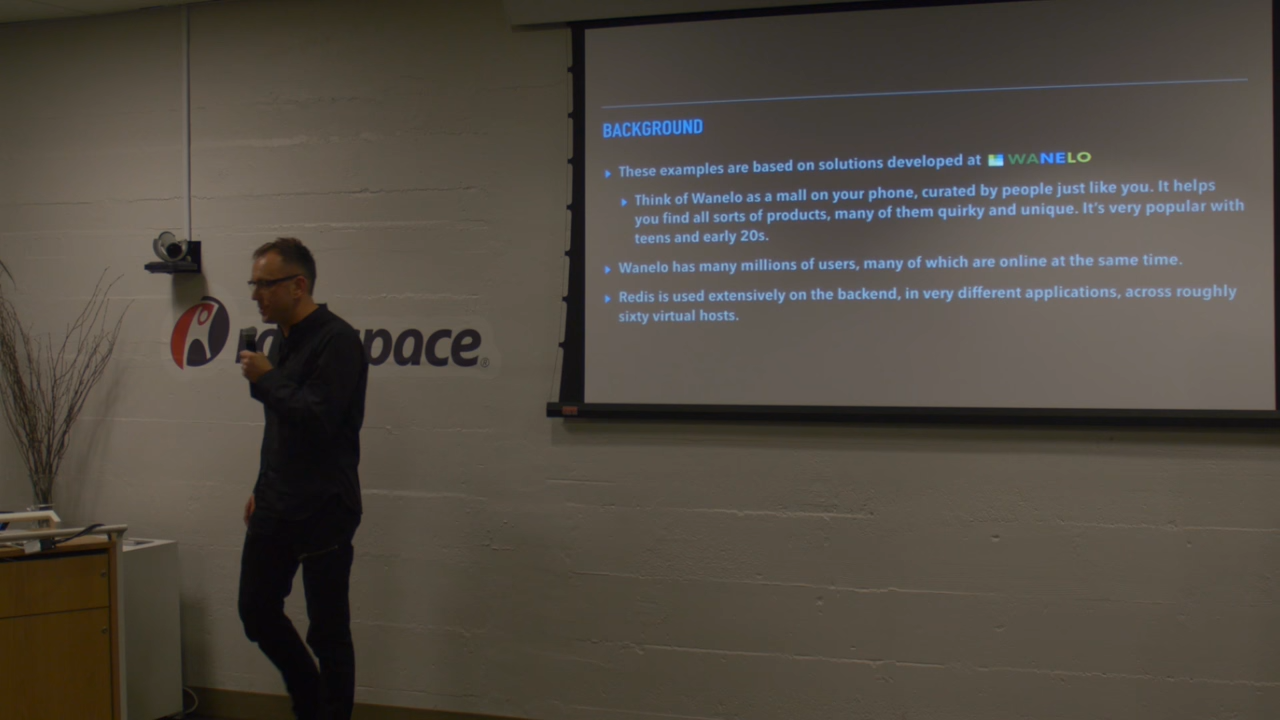 BACKGROUND
These examples are based on solutions developed at WANELO
Think of Wanelo as a mall on your phone, curated by people just like you. It helps
you find all sorts of products, many of them quirky and unique. It's very popular with
teens and early 20s.
Wanelo has many millions of users, many of which are online at the same time.
Redis is used extensively on the backend, in very different applications, across roughly
sixty virtual hosts.